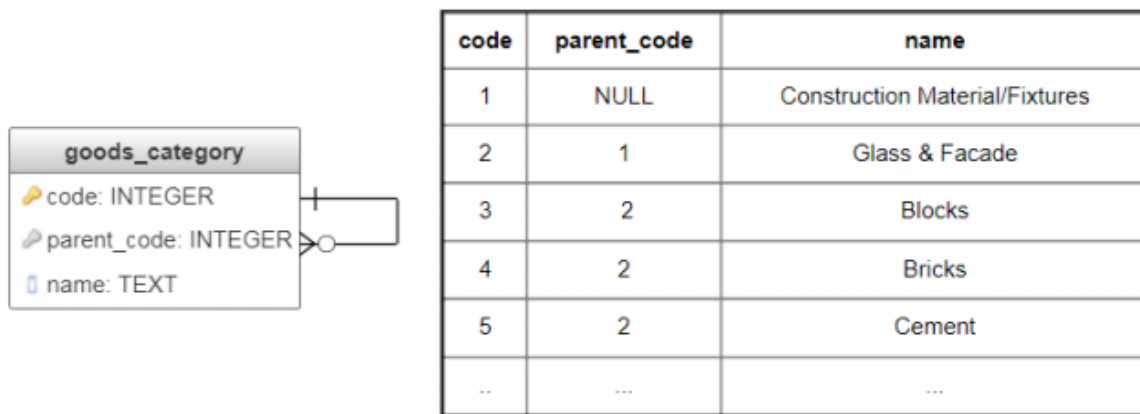 goods_category
code: INTEGER
parent_code: INTEGER
name: TEXT
code parent_code name
1 NULL Construction Material/Fixtures
2 1 Glass & Facade
3 2 Blocks
4 2 Bricks
5 2 Cement
.. ... ...